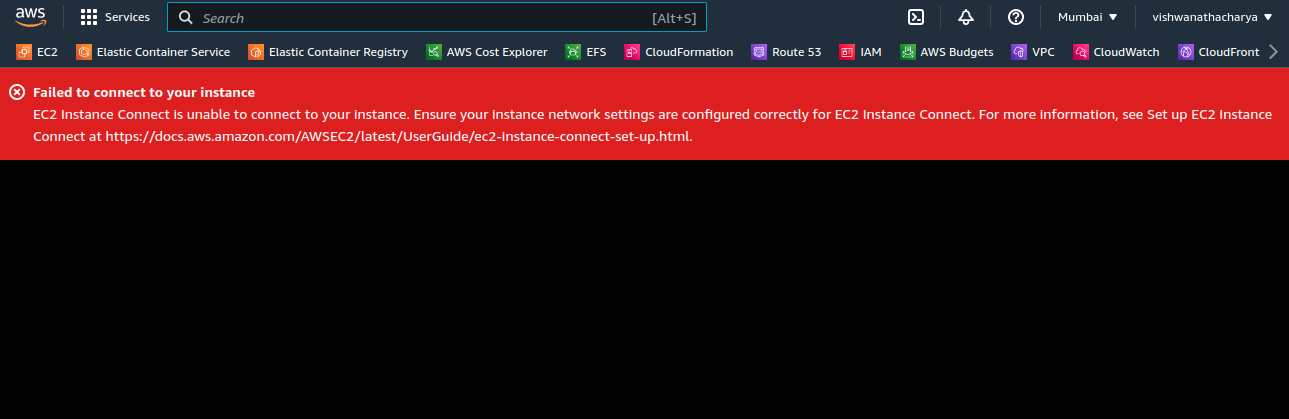 aws Services Search [Alt+S] Mumbai vishwanathacharya
EC2 Elastic Container Service Elastic Container Registry AWS Cost Explorer EFS CloudFormation Route 53 IAM AWS Budgets VPC CloudWatch CloudFront
Failed to connect to your instance
EC2 Instance Connect is unable to connect to your instance. Ensure your instance network settings are configured correctly for EC2 Instance Connect. For more information, see Set up EC2 Instance
Connect at https://docs.aws.amazon.com/AWSEC2/latest/UserGuide/ec2-instance-connect-set-up.html.